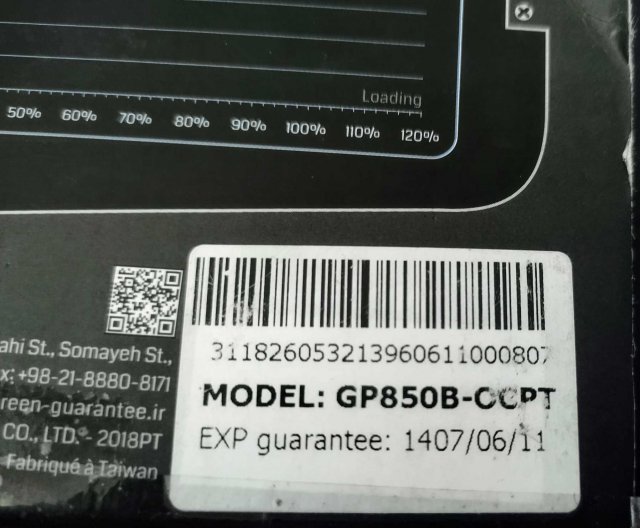 Loading
50% 60% 70% 80% 90% 100% 110% 120%
ahi St., Somayeh St.,
x: +98-21-8880-8171
reen-guarantee.ir
CO., LTD. - 2018PT
Fabriqué à Taiwan
311826053213960611000807
MODEL: GP850B-OCPT
EXP guarantee: 1407/06/11